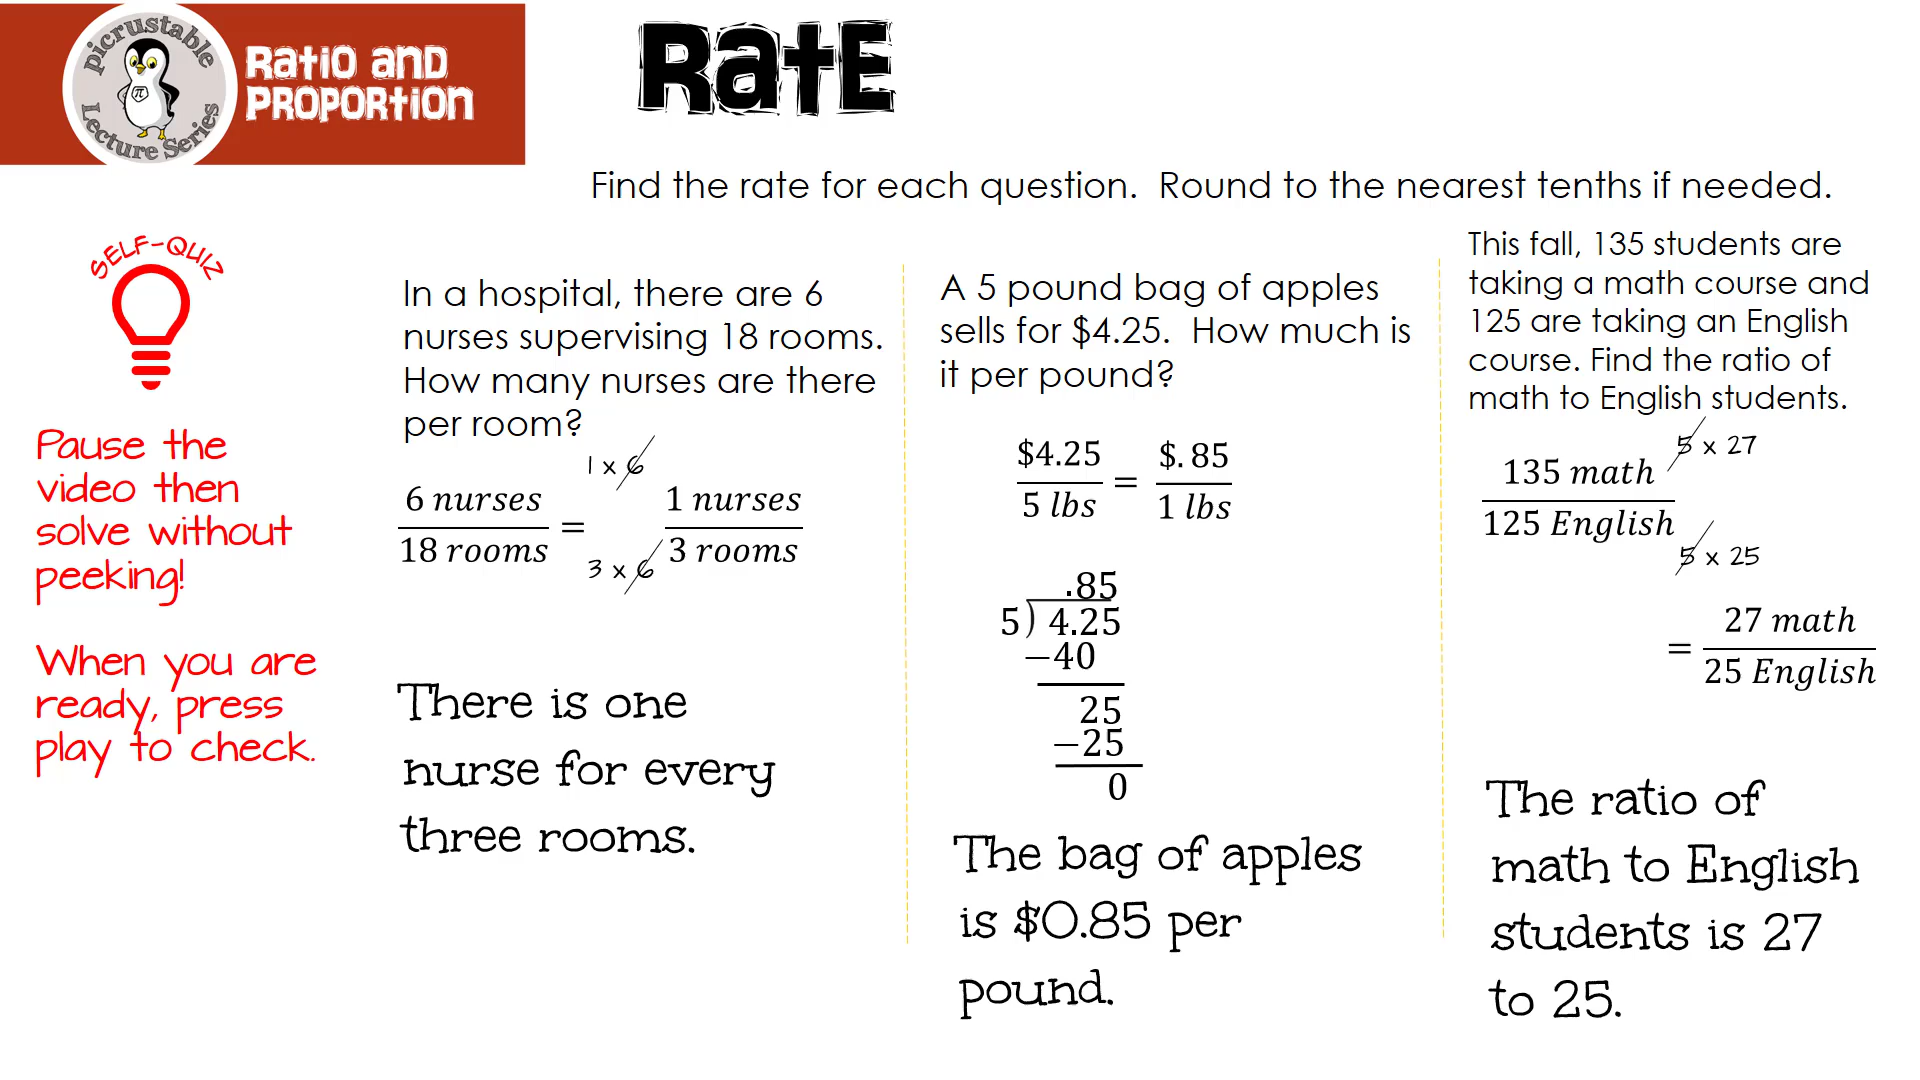 picrustable
Lecture Series
π
Ratio and
Proportion
Rate
Find the rate for each question.  Round to the nearest tenths if needed.
SELF-QUIZ
Pause the
video then
solve without
peeking!
When you are
ready, press
play to check.
In a hospital, there are 6
nurses supervising 18 rooms.
How many nurses are there
per room?
1 x 6
6 nurses
18 rooms
=
3 x 6
1 nurses
3 rooms
There is one
nurse for every
three rooms.
A 5 pound bag of apples
sells for $4.25.  How much is
it per pound?
$4.25
5 lbs
=
$.85
1 lbs
.85
5) 4.25
−40
25
−25
0
The bag of apples
is $0.85 per
pound.
This fall, 135 students are
taking a math course and
125 are taking an English
course. Find the ratio of
math to English students.
5 x 27
135 math
125 English
5 x 25
=
27 math
25 English
The ratio of
math to English
students is 27
to 25.